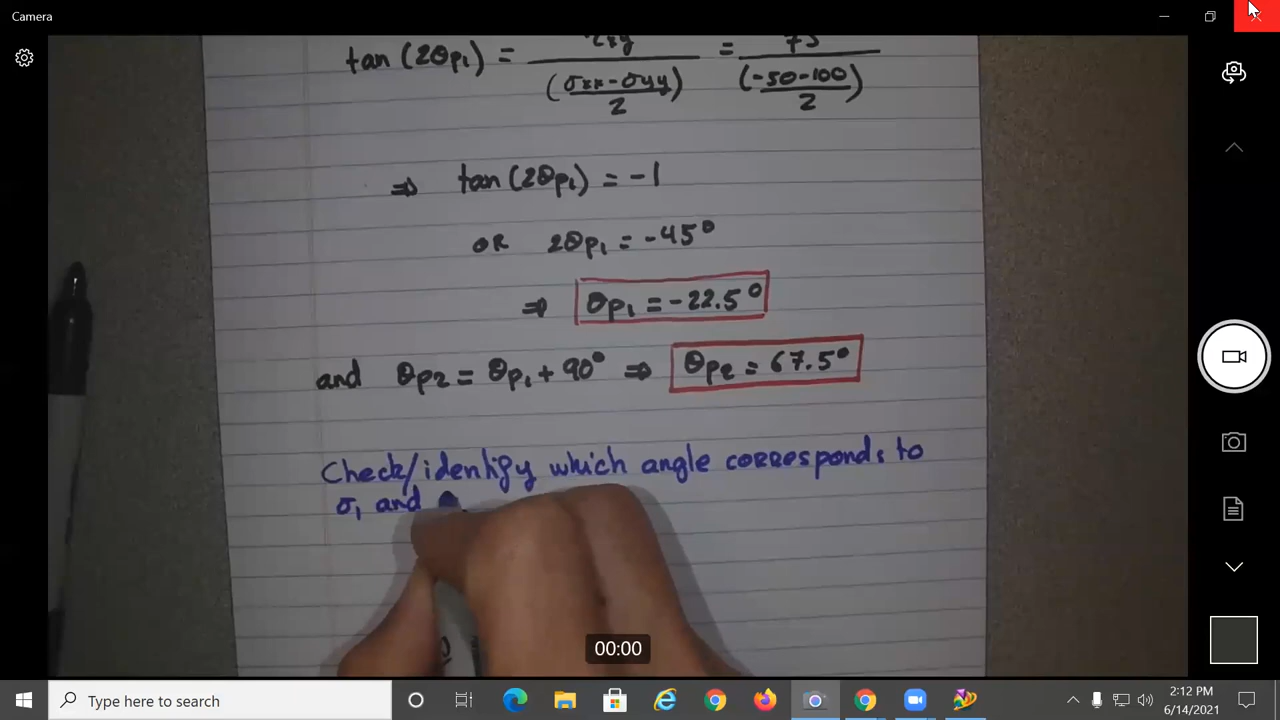 Camera
tan (2θp₁) = τxy / ((σxx - σyy)/2) = 75 / ((-50-100)/2)
⇒ tan (2θp₁) = -1
OR 2θp₁ = -45°
⇒ θp₁ = -22.5°
and θp2 = θp₁ + 90° ⇒ θp2 = 67.5°
Check/identify which angle corresponds to
σ₁ and
00:00
Type here to search
2:12 PM
6/14/2021